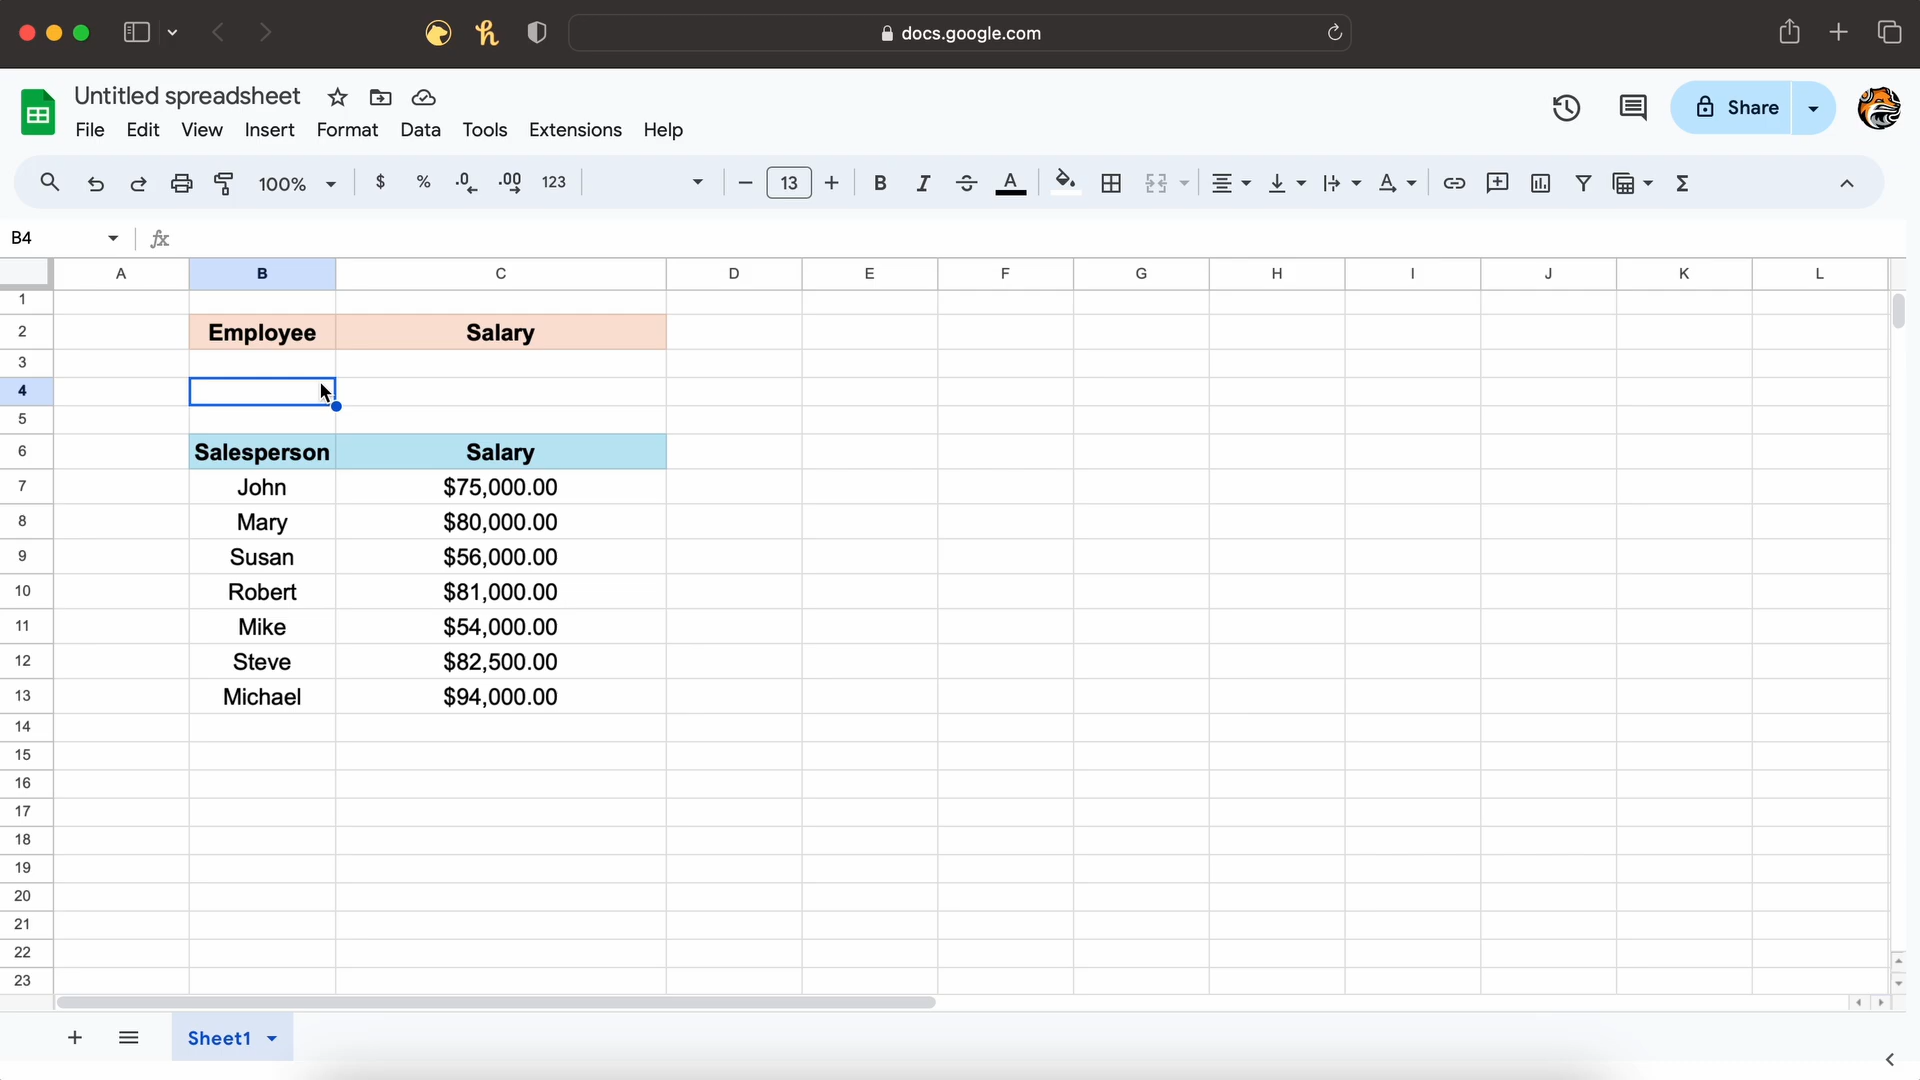 docs.google.com
Untitled spreadsheet
File Edit View Insert Format Data Tools Extensions Help
Share
100% $ % .0 .00 123 13 B I A
B4 fx
A B C D E F G H I J K L
1
2 Employee Salary
3
4
5
6 Salesperson Salary
7 John $75,000.00
8 Mary $80,000.00
9 Susan $56,000.00
10 Robert $81,000.00
11 Mike $54,000.00
12 Steve $82,500.00
13 Michael $94,000.00
14
15
16
17
18
19
20
21
22
23
Sheet1